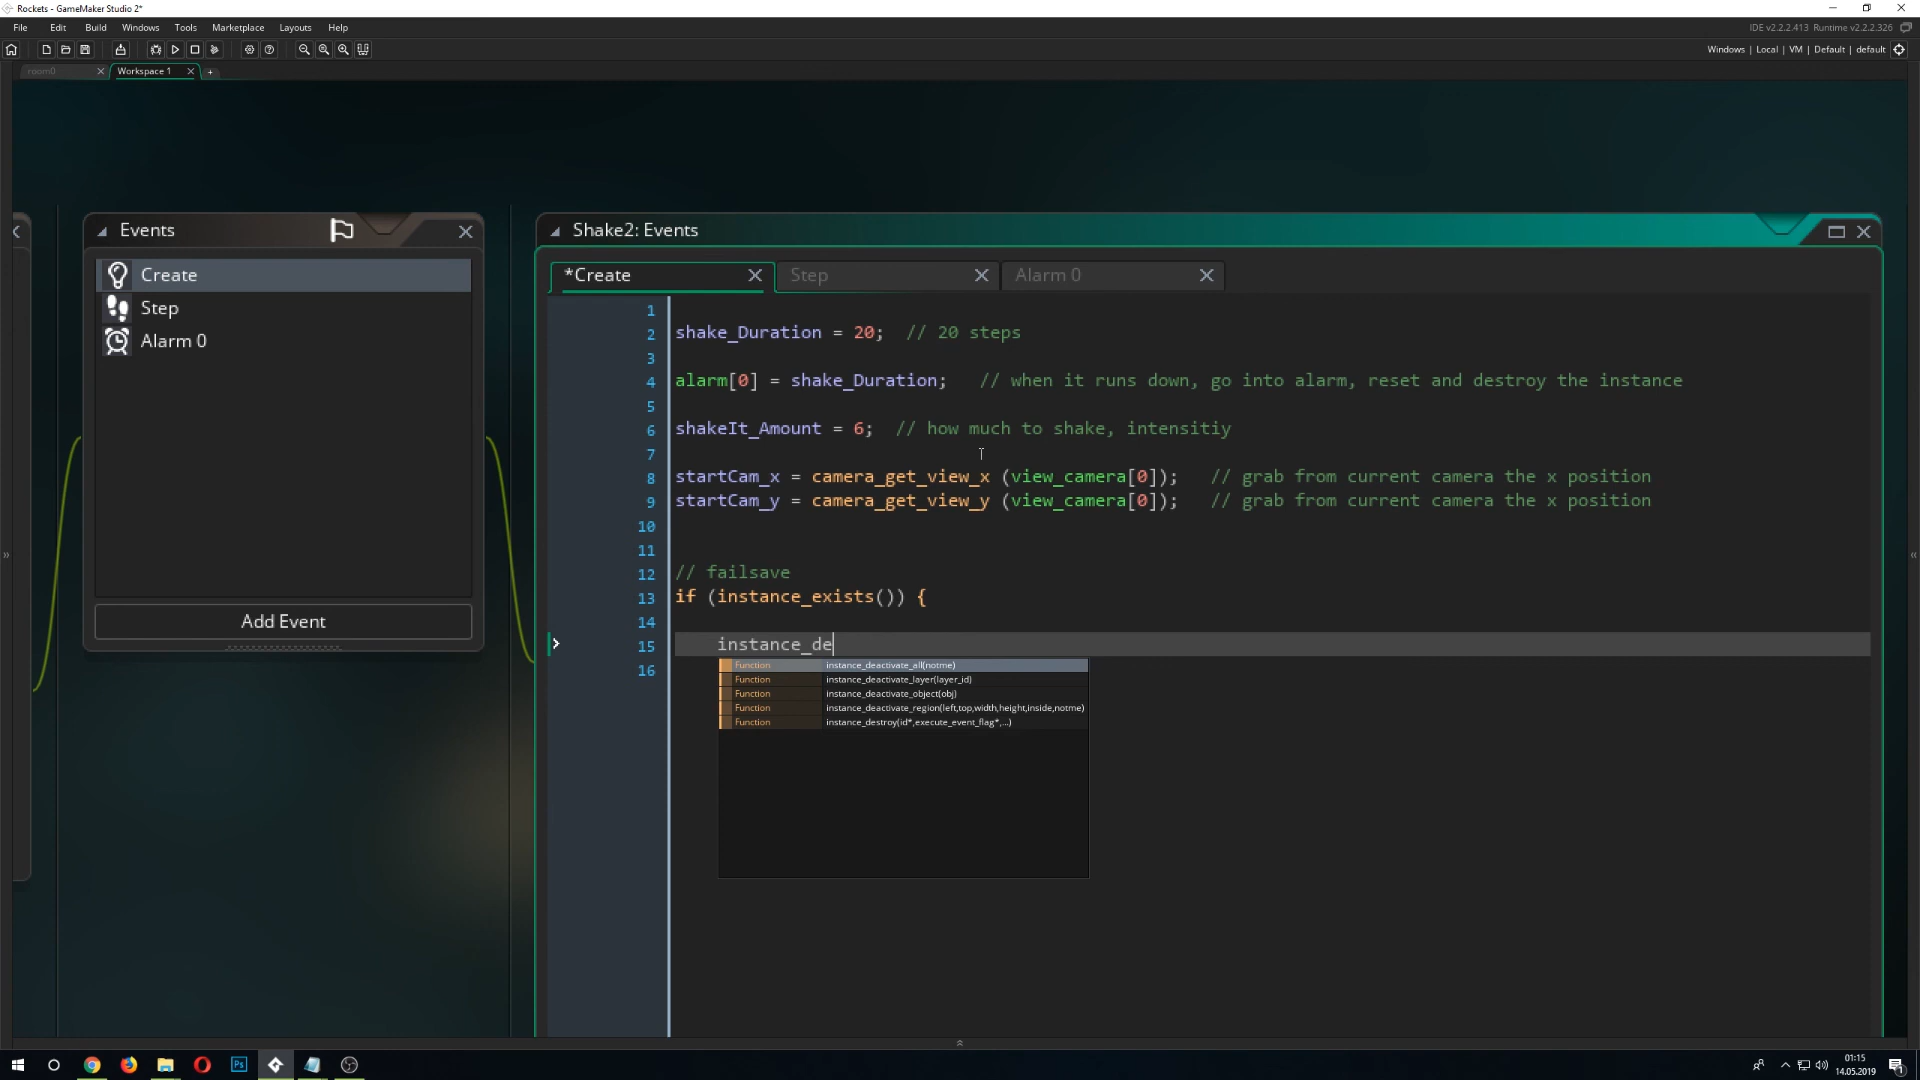 Rockets - GameMaker Studio 2*
File Edit Build Windows Tools Marketplace Layouts Help
IDE v2.2.2.413 Runtime v2.2.2.326
Windows | Local | VM | Default | default
room0
Workspace 1
+
Events
Create
Step
Alarm 0
Add Event
Shake2: Events
*Create
Step
Alarm 0
1
2 shake_Duration = 20; // 20 steps
3
4 alarm[0] = shake_Duration; // when it runs down, go into alarm, reset and destroy the instance
5
6 shakeIt_Amount = 6; // how much to shake, intensitiy
7
8 startCam_x = camera_get_view_x (view_camera[0]); // grab from current camera the x position
9 startCam_y = camera_get_view_y (view_camera[0]); // grab from current camera the x position
10
11
12 // failsave
13 if (instance_exists()) {
14
15 instance_de
16
Function instance_deactivate_all(notme)
Function instance_deactivate_layer(layer_id)
Function instance_deactivate_object(obj)
Function instance_deactivate_region(left,top,width,height,inside,notme)
Function instance_destroy(id*,execute_event_flag*,...)
Ps
01:15
14.05.2019
1